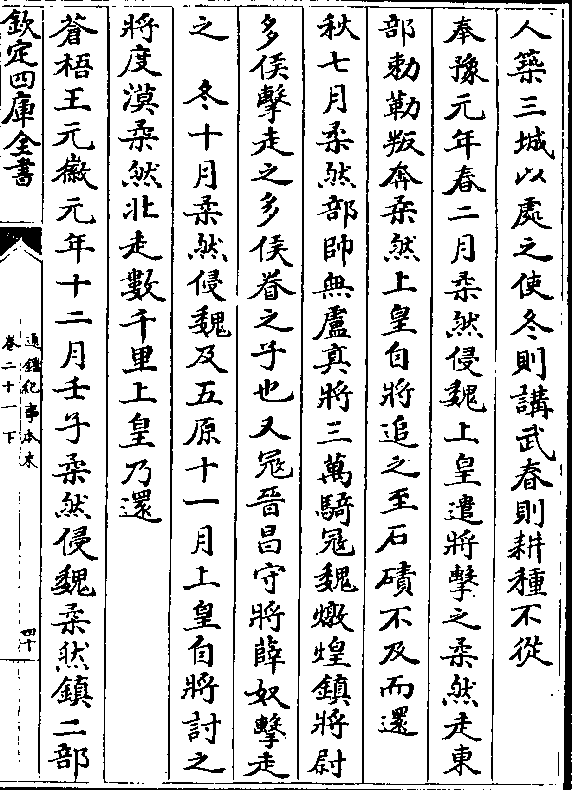 人築三城以處之使冬則講武春則耕種不從
奉豫元年春二月柔然侵魏上皇遣將擊之柔然走東
部敕勒叛奔柔然上皇自將追之至石磧不及而還
秋七月柔然部帥無盧真將三萬騎冦魏燉煌鎮將尉
多侯擊走之多侯眷之子也又冦晉昌守將薛奴擊走
之　冬十月柔然侵魏及五原十一月上皇自將討之
將度漠柔然北走數千里上皇乃還
蒼梧王元徽元年十二月壬子柔然侵魏柔然鎮二部
欽定四庫全書
通鑑紀事本末
卷二十一下
四十